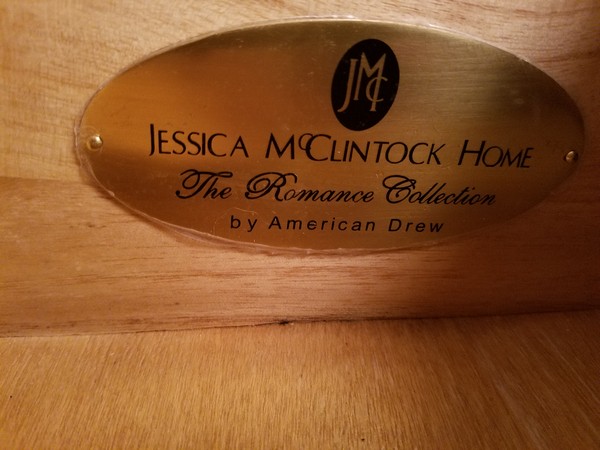 JMC
JESSICA McCLINTOCK HOME
The Romance Collection
by American Drew